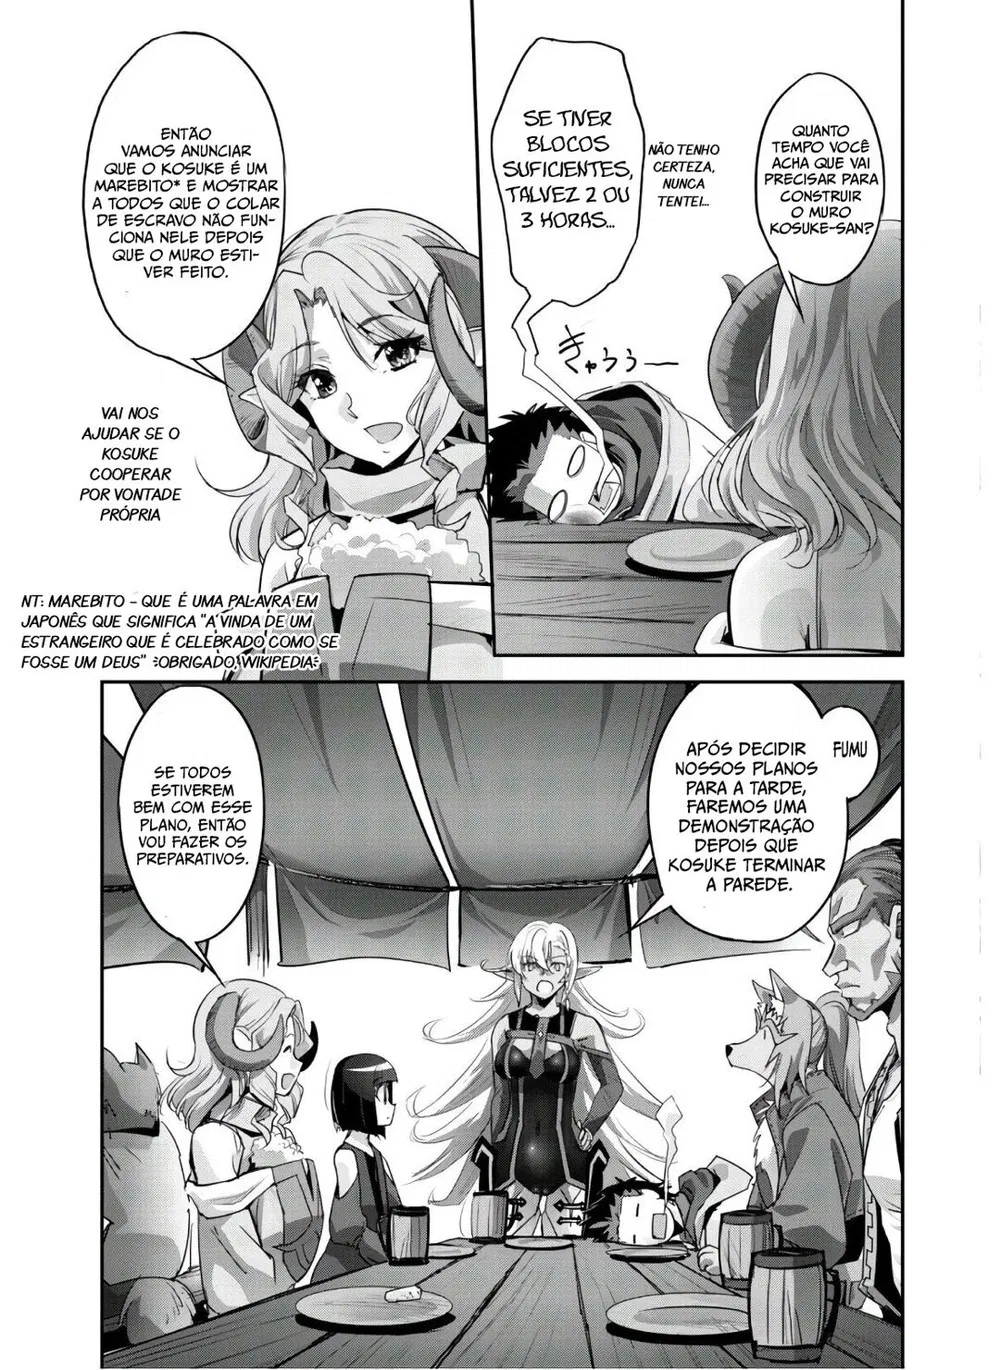 QUANTO
TEMPO VOCÊ
ACHA QUE VAI
PRECISAR PARA
CONSTRUIR
O MURO
KOSUKE-SAN?
NÃO TENHO
CERTEZA,
NUNCA
TENTEI...
SE TIVER
BLOCOS
SUFICIENTES,
TALVEZ 2 OU
3 HORAS...
きゅうぅー
ENTÃO
VAMOS ANUNCIAR
QUE O KOSUKE É UM
MAREBITO* E MOSTRAR
A TODOS QUE O COLAR
DE ESCRAVO NÃO FUN-
CIONA NELE DEPOIS
QUE O MURO ESTI-
VER FEITO.
VAI NOS
AJUDAR SE O
KOSUKE
COOPERAR
POR VONTADE
PRÓPRIA
NT: MAREBITO - QUE É UMA PALAVRA EM
JAPONÊS QUE SIGNIFICA "A VINDA DE UM
ESTRANGEIRO QUE É CELEBRADO COMO SE
FOSSE UM DEUS" -OBRIGADO, WIKIPEDIA-
FUMU
APÓS DECIDIR
NOSSOS PLANOS
PARA A TARDE,
FAREMOS UMA
DEMONSTRAÇÃO
DEPOIS QUE
KOSUKE TERMINAR
A PAREDE.
SE TODOS
ESTIVEREM
BEM COM ESSE
PLANO, ENTÃO
VOU FAZER OS
PREPARATIVOS.